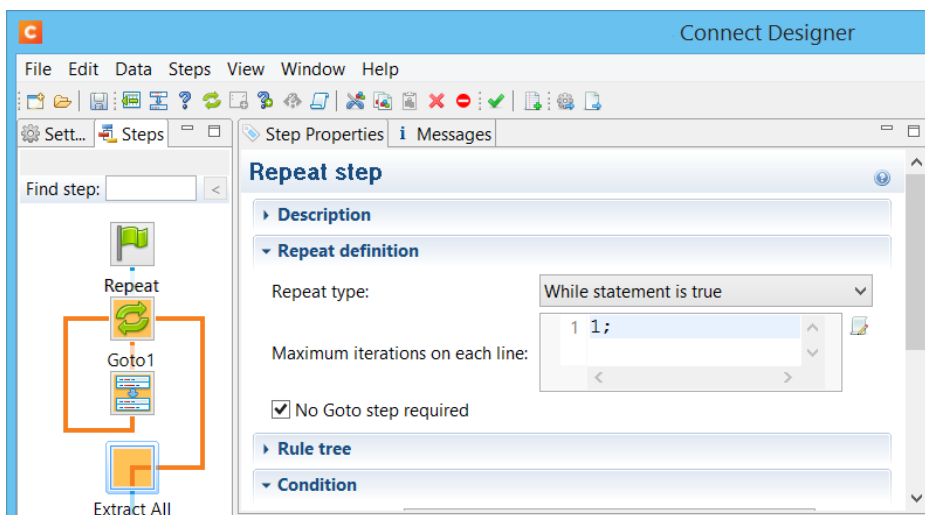 C
Connect Designer
File Edit Data Steps View Window Help
Sett... Steps
Step Properties Messages
Find step:
<
Repeat step
Description
Repeat definition
Repeat type:
While statement is true
Maximum iterations on each line:
1 1;
No Goto step required
Rule tree
Condition
Repeat
Goto1
Extract All